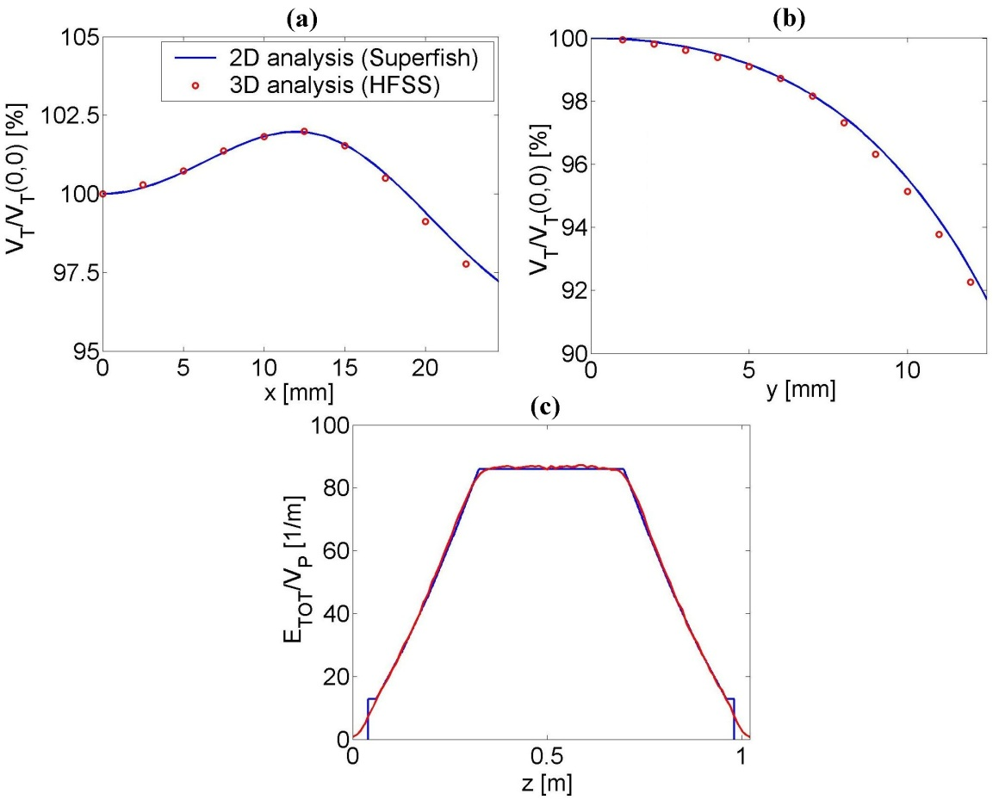 (a)
105
102.5
100
97.5
95
V_T/V_T(0,0) [%]
2D analysis (Superfish)
3D analysis (HFSS)
0 5 10 15 20
x [mm]
(b)
100
98
96
94
92
90
V_T/V_T(0,0) [%]
0 5 10
y [mm]
(c)
100
80
60
40
20
0
E_TOT/V_P [1/m]
0 0.5 1
z [m]